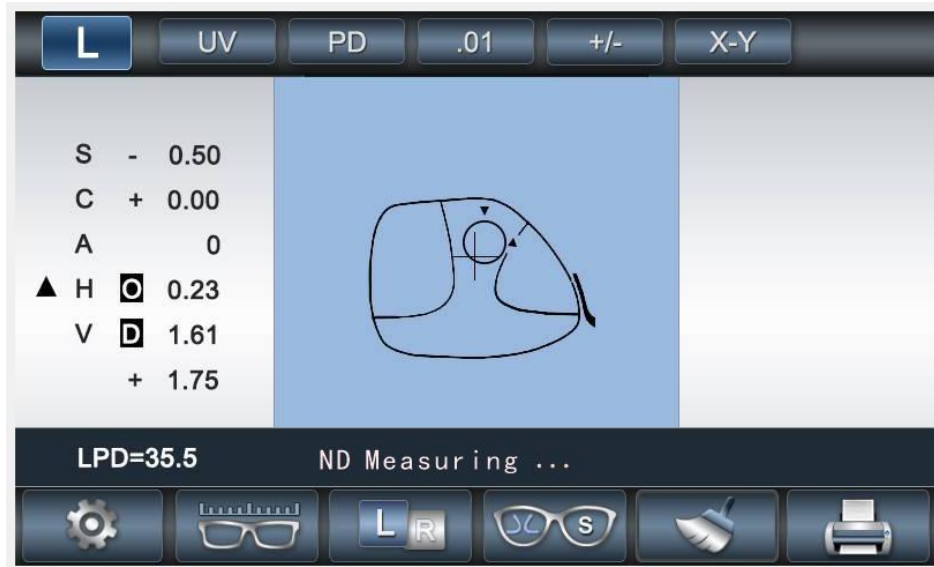 L UV PD .01 +/- X-Y
S - 0.50
C + 0.00
A 0
▲ H O 0.23
V D 1.61
+ 1.75
LPD=35.5 ND Measuring ...
L R S